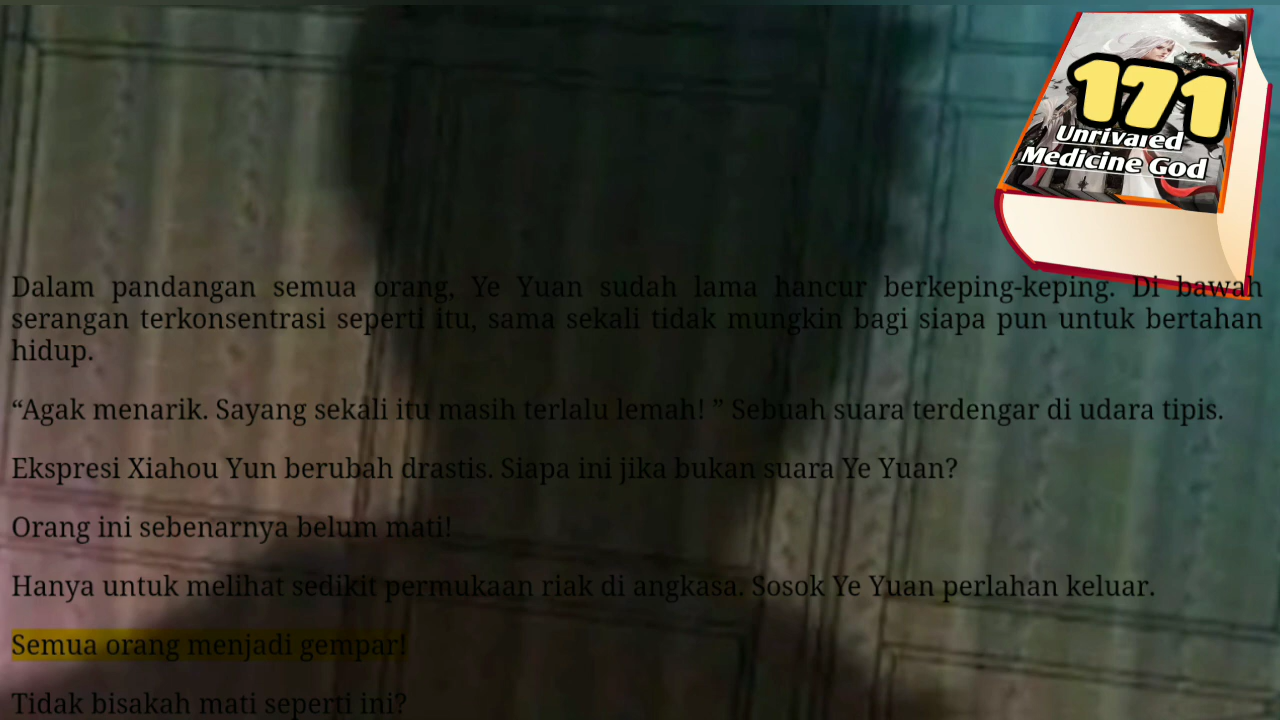 171
Unrivaled
Medicine God
Dalam pandangan semua orang, Ye Yuan sudah lama hancur berkeping-keping. Di bawah
serangan terkonsentrasi seperti itu, sama sekali tidak mungkin bagi siapa pun untuk bertahan
hidup.
“Agak menarik. Sayang sekali itu masih terlalu lemah! ” Sebuah suara terdengar di udara tipis.
Ekspresi Xiahou Yun berubah drastis. Siapa ini jika bukan suara Ye Yuan?
Orang ini sebenarnya belum mati!
Hanya untuk melihat sedikit permukaan riak di angkasa. Sosok Ye Yuan perlahan keluar.
Semua orang menjadi gempar!
Tidak bisakah mati seperti ini?